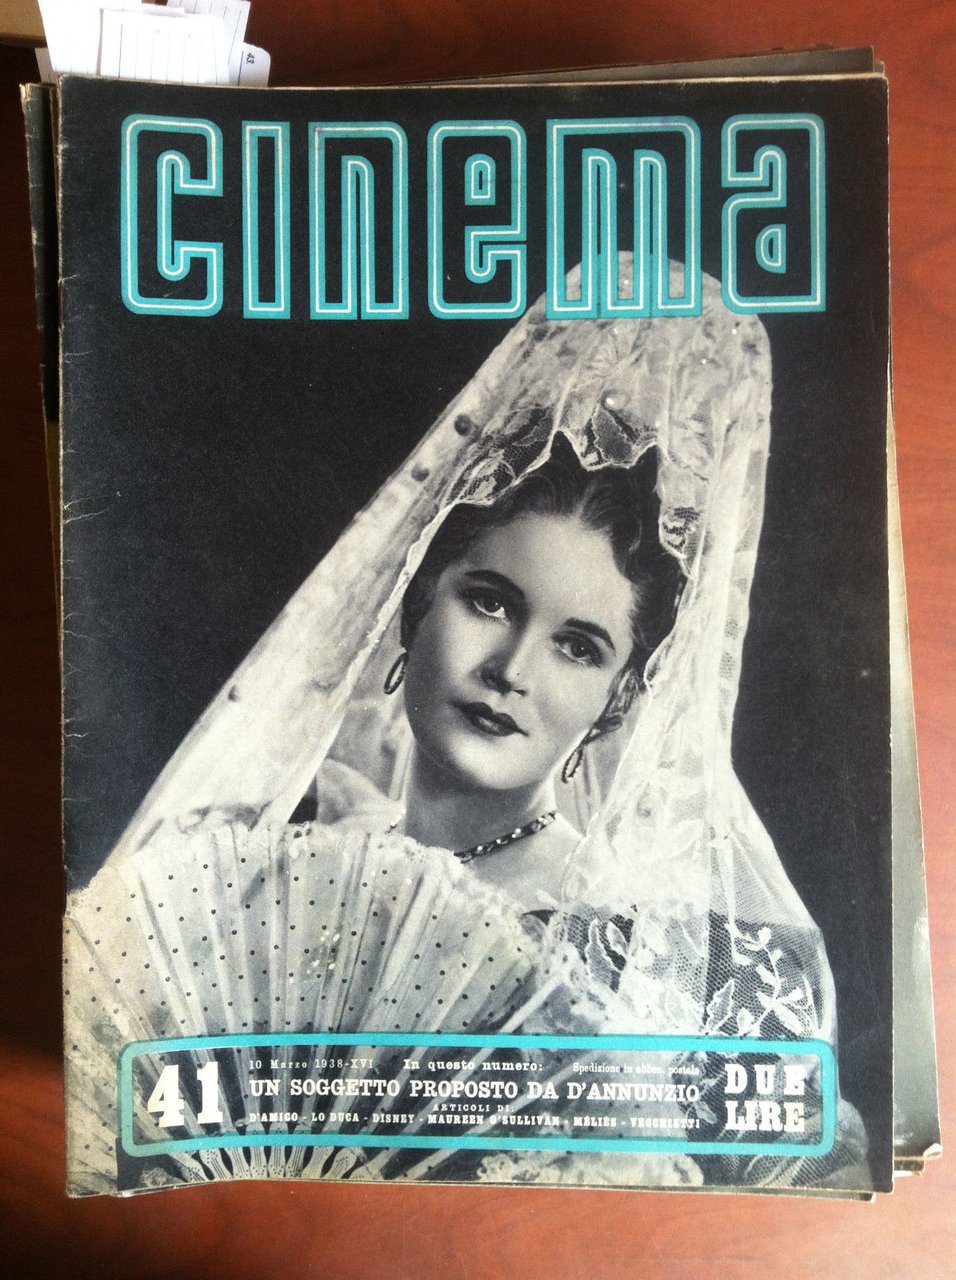 43
cinema
41
10 Marzo 1938-XVI In questo numero: Spedizione in abbon. postale
UN SOGGETTO PROPOSTO DA D'ANNUNZIO
ARTICOLI DI:
D'AMICO - LO DUCA - DISNEY - MAUREEN O'SULLIVAN - MÉLIÈS - VECCHIETTI
DUE
LIRE